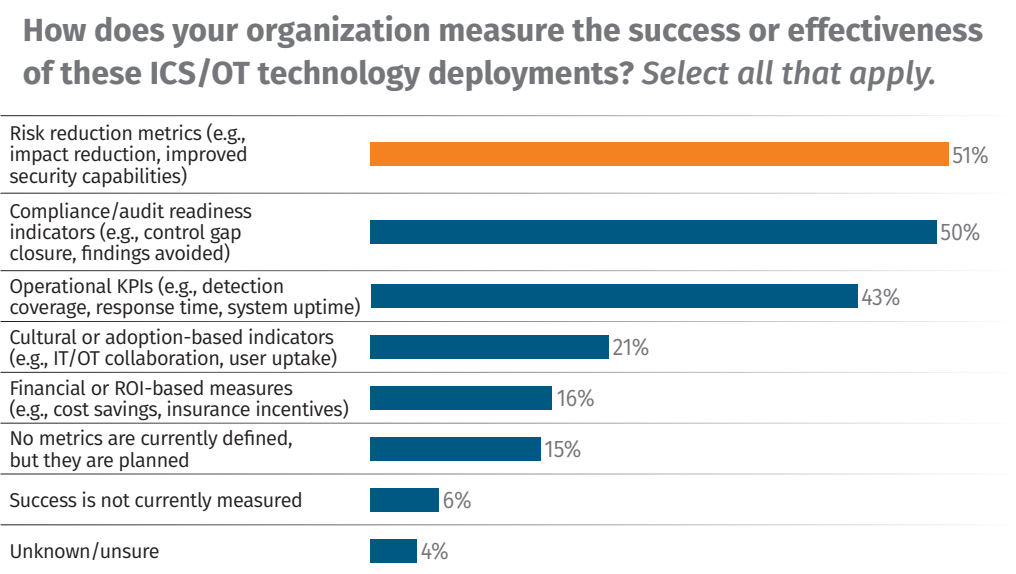 How does your organization measure the success or effectiveness
of these ICS/OT technology deployments? Select all that apply.
Risk reduction metrics (e.g.,
impact reduction, improved
security capabilities)
51%
Compliance/audit readiness
indicators (e.g., control gap
closure, findings avoided)
50%
Operational KPIs (e.g., detection
coverage, response time, system uptime)
43%
Cultural or adoption-based indicators
(e.g., IT/OT collaboration, user uptake)
21%
Financial or ROI-based measures
(e.g., cost savings, insurance incentives)
16%
No metrics are currently defined,
but they are planned
15%
Success is not currently measured
6%
Unknown/unsure
4%